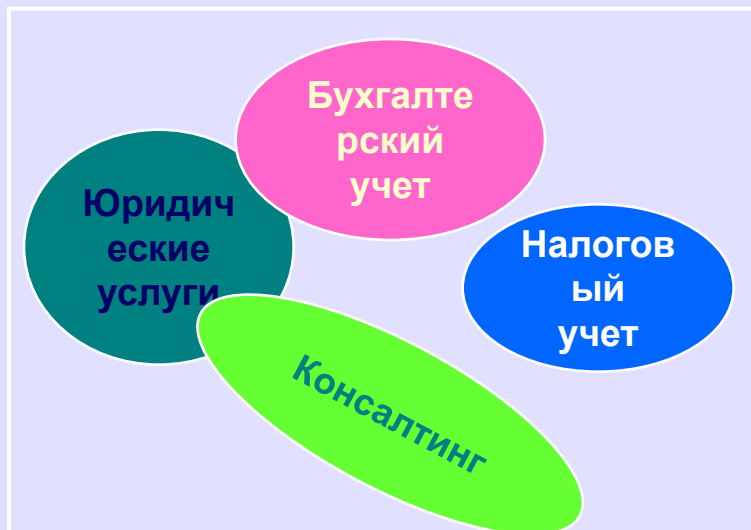 Бухгалте
рский
учет
Юридич
еские
услуги
Налогов
ый
учет
Консалтинг